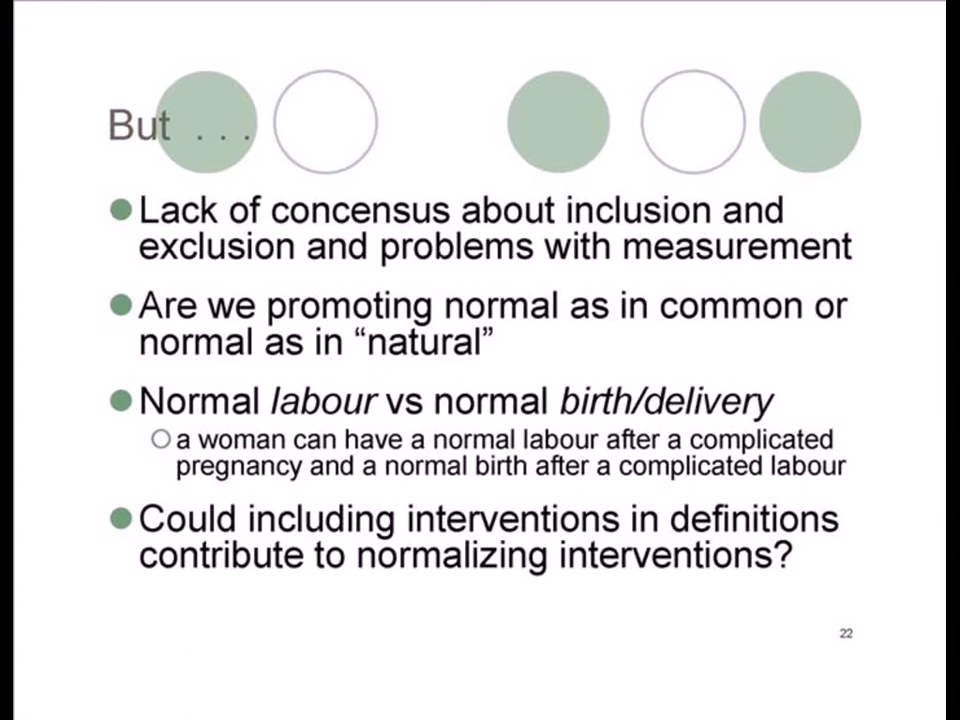 But . . .
Lack of concensus about inclusion and
exclusion and problems with measurement
Are we promoting normal as in common or
normal as in “natural”
Normal labour vs normal birth/delivery
a woman can have a normal labour after a complicated
pregnancy and a normal birth after a complicated labour
Could including interventions in definitions
contribute to normalizing interventions?
22